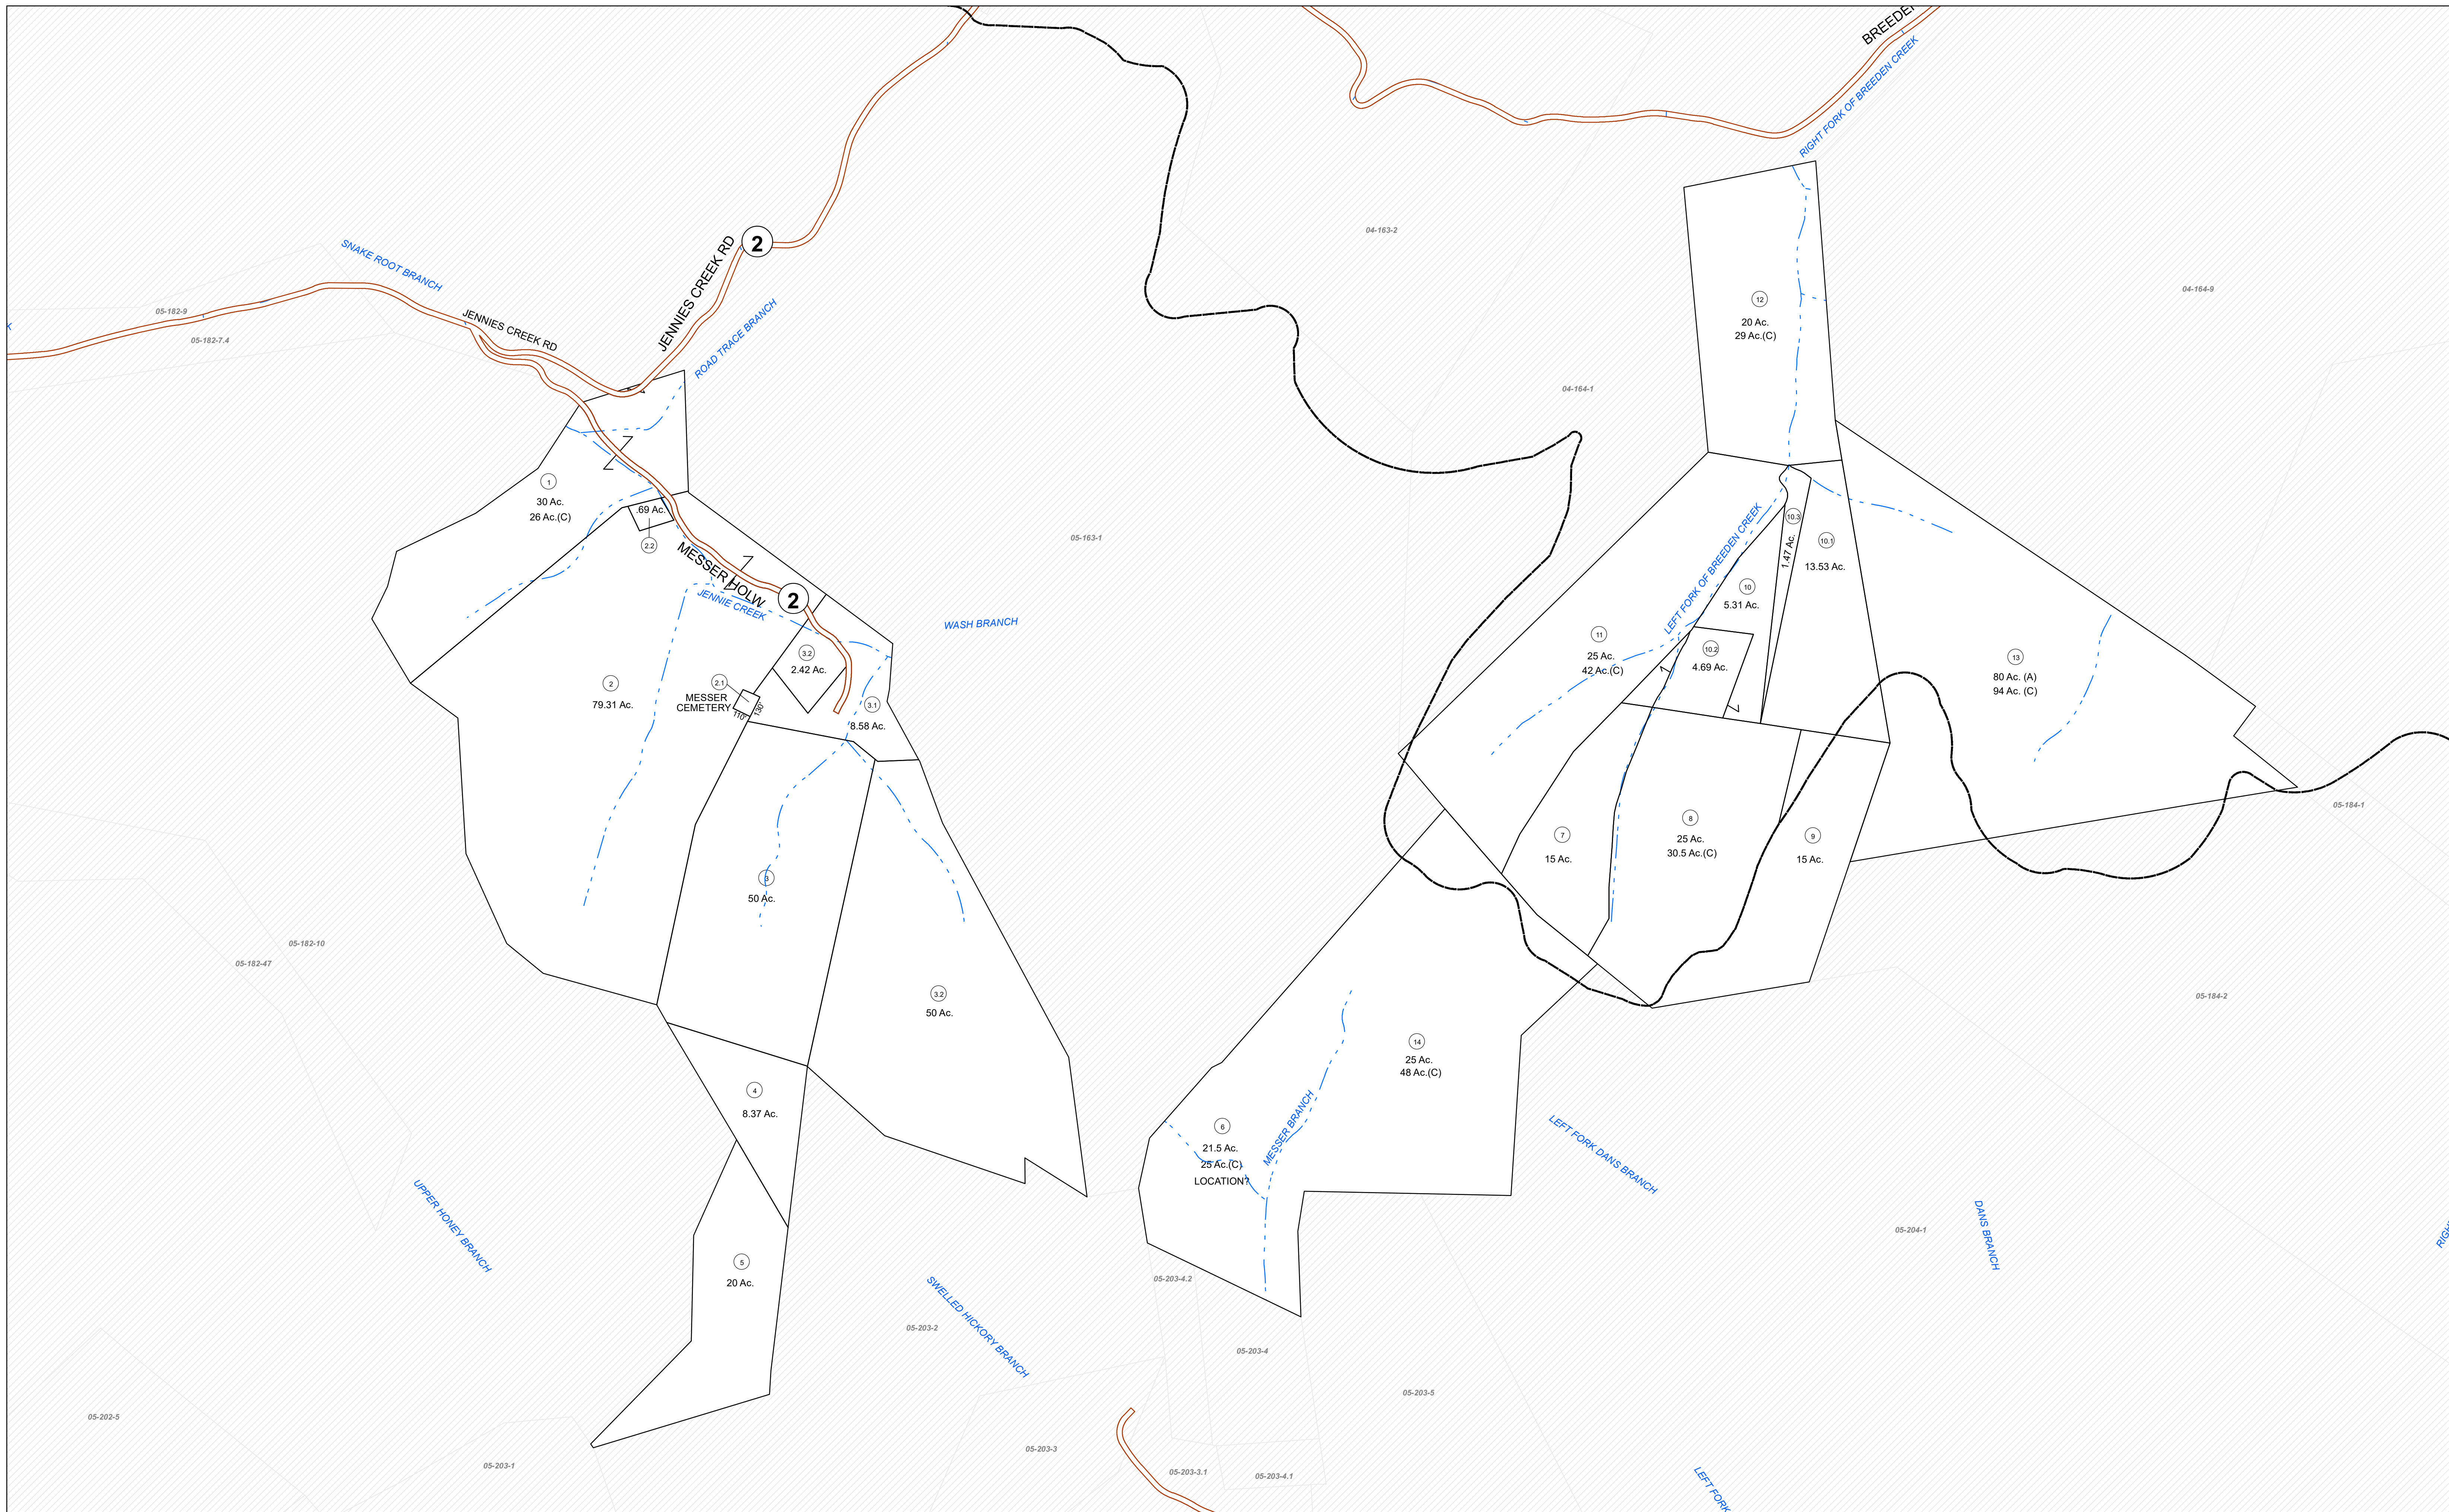 BREEDEN
RIGHT FORK OF BREEDEN CREEK
04-163-2
JENNIES CREEK RD
2
SNAKE ROOT BRANCH
04-164-9
12
20 Ac.
29 Ac.(C)
05-182-9
JENNIES CREEK RD
K
05-182-7.4
ROAD TRACE BRANCH
04-164-1
1
30 Ac.
26 Ac.(C)
.69 Ac.
2.2
05-163-1
10.3
1.47 Ac.
10.1
13.53 Ac.
LEFT FORK OF BREEDEN CREEK
MESSER HOLW
2
JENNIE CREEK
10
5.31 Ac.
WASH BRANCH
11
25 Ac.
42 Ac.(C)
10.2
4.69 Ac.
3.2
2.42 Ac.
13
80 Ac. (A)
94 Ac. (C)
2
79.31 Ac.
2.1
MESSER
CEMETERY
110'
130'
3.1
8.58 Ac.
05-184-1
7
15 Ac.
8
25 Ac.
30.5 Ac.(C)
9
15 Ac.
3
50 Ac.
05-182-10
05-182-47
3.2
50 Ac.
05-184-2
14
25 Ac.
48 Ac.(C)
4
8.37 Ac.
6
21.5 Ac.
25 Ac.(C)
LOCATION?
MESSER BRANCH
LEFT FORK DANS BRANCH
UPPER HONEY BRANCH
05-204-1
DANS BRANCH
RIGH
5
20 Ac.
05-203-4.2
SWELLED HICKORY BRANCH
05-203-2
05-203-4
05-203-5
05-202-5
05-203-3
05-203-1
05-203-3.1
05-203-4.1
LEFT FORK